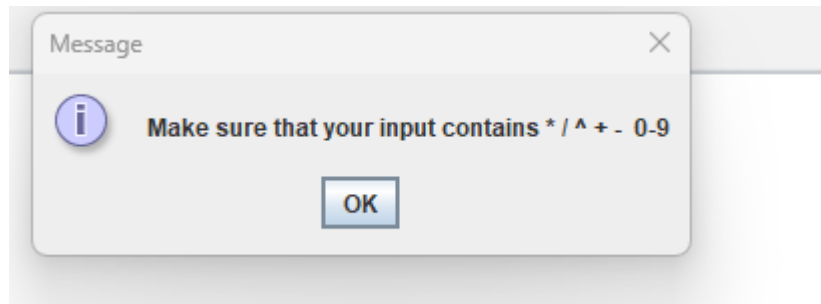 Message
Make sure that your input contains * / ^ + - 0-9
OK